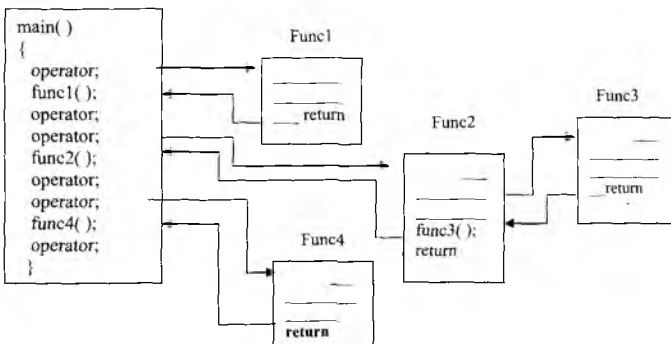 main( )
{
operator;
func1( );
operator;
operator;
func2( );
operator;
operator;
func4( );
operator;
}
Func1
return
Func2
func3( );
return
Func3
return
Func4
return